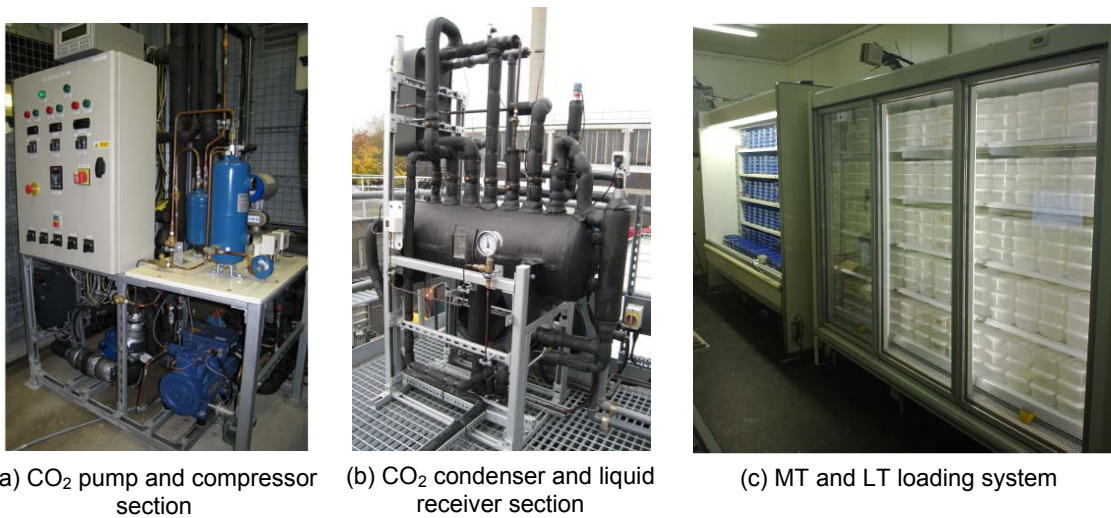 a) CO₂ pump and compressor
section
(b) CO₂ condenser and liquid
receiver section
(c) MT and LT loading system